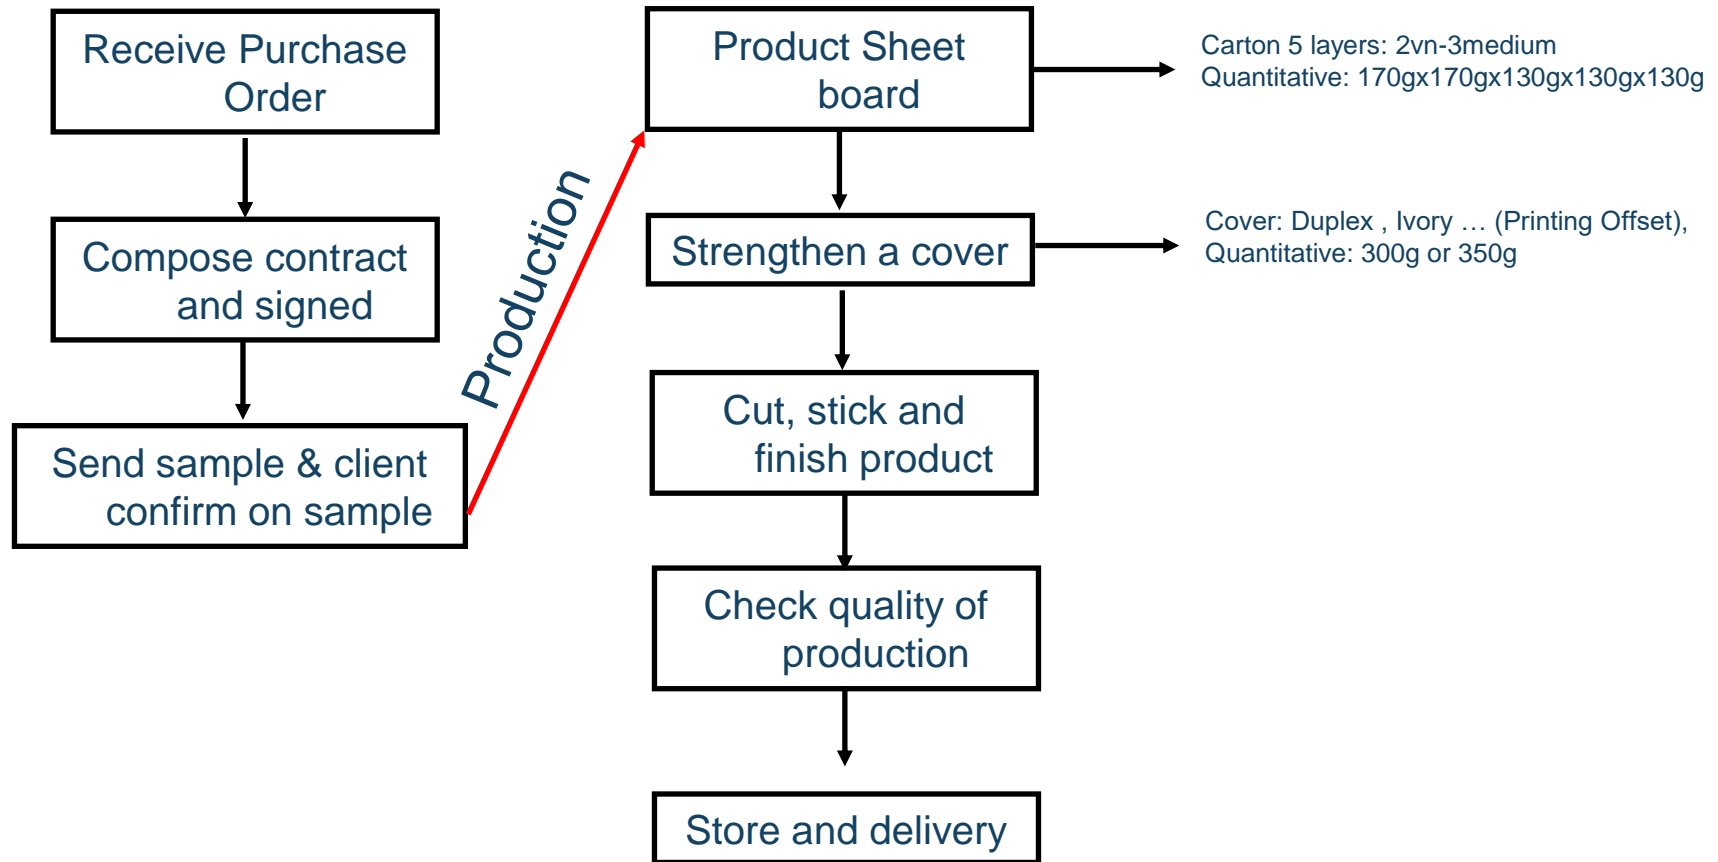 Receive Purchase
Order
Compose contract
and signed
Send sample & client
confirm on sample
Production
Product Sheet
board
Carton 5 layers: 2vn-3medium
Quantitative: 170gx170gx130gx130gx130g
Strengthen a cover
Cover: Duplex , Ivory … (Printing Offset),
Quantitative: 300g or 350g
Cut, stick and
finish product
Check quality of
production
Store and delivery